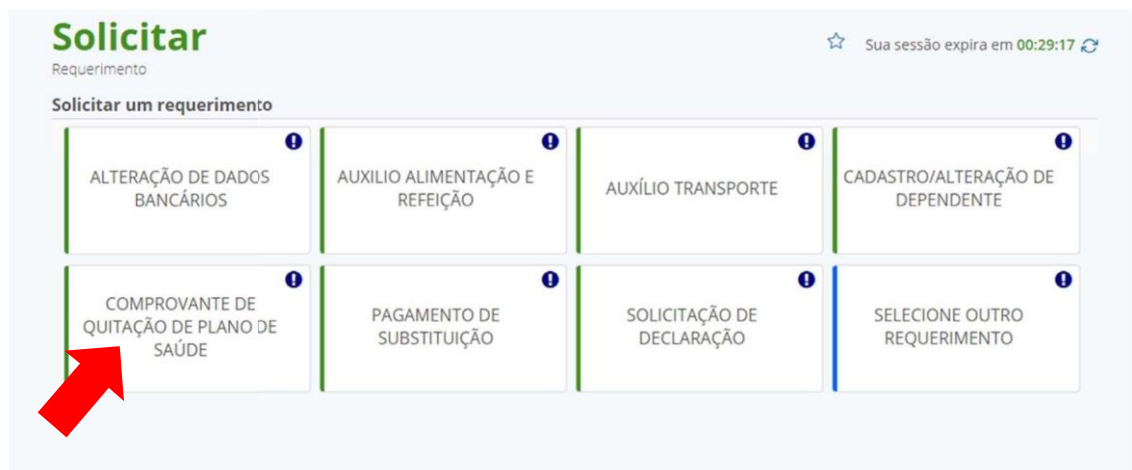 Solicitar
Sua sessão expira em 00:29:17
Requerimento
Solicitar um requerimento
ALTERAÇÃO DE DADOS
BANCÁRIOS
AUXILIO ALIMENTAÇÃO E
REFEIÇÃO
AUXÍLIO TRANSPORTE
CADASTRO/ALTERAÇÃO DE
DEPENDENTE
COMPROVANTE DE
QUITAÇÃO DE PLANO DE
SAÚDE
PAGAMENTO DE
SUBSTITUIÇÃO
SOLICITAÇÃO DE
DECLARAÇÃO
SELECIONE OUTRO
REQUERIMENTO